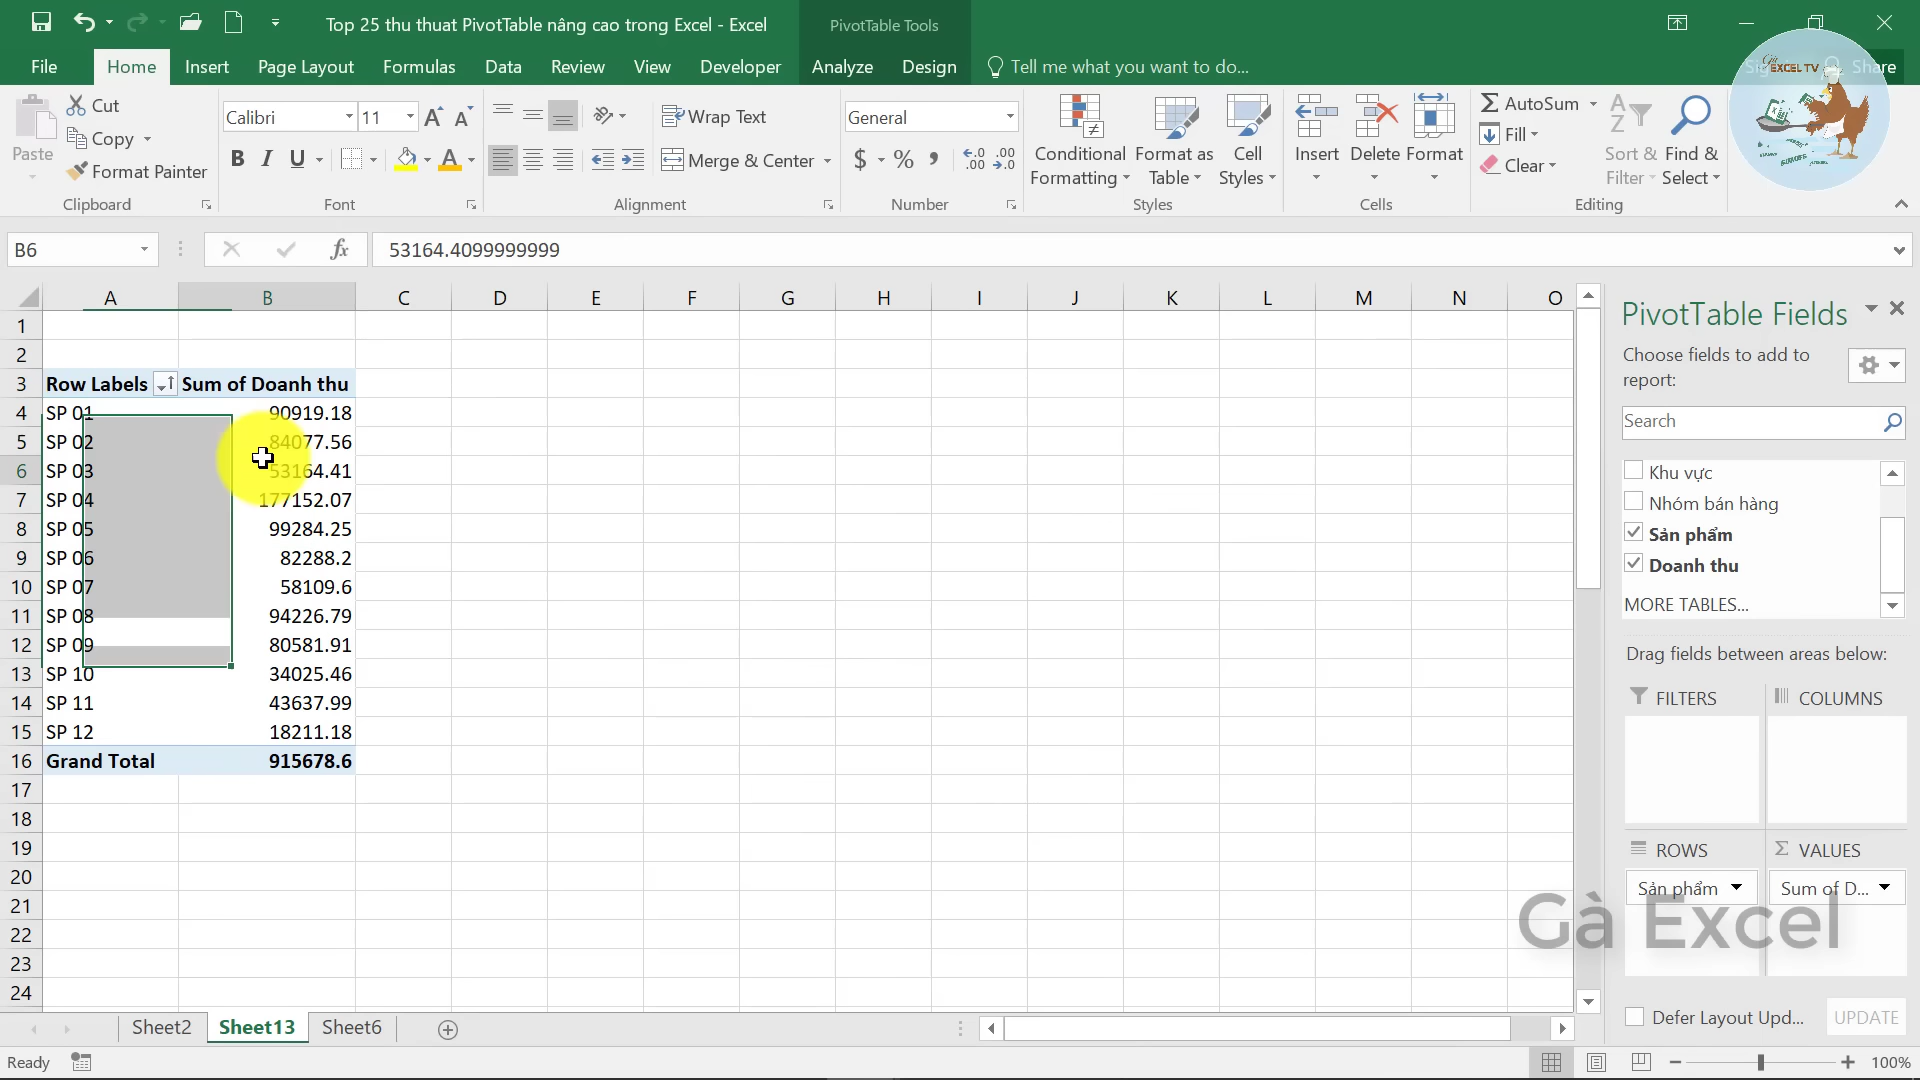 Top 25 thu thuat PivotTable nâng cao trong Excel - Excel
PivotTable Tools
File
Home
Insert
Page Layout
Formulas
Data
Review
View
Developer
Analyze
Design
Tell me what you want to do...
EXCEL TV
Share
Paste
Cut
Copy
Format Painter
Clipboard
Calibri
11
Font
Wrap Text
Merge & Center
Alignment
General
Number
Conditional Formatting
Format as Table
Cell Styles
Styles
Insert
Delete
Format
Cells
AutoSum
Fill
Clear
Sort & Filter
Find & Select
Editing
B6
53164.4099999999
A B C D E F G H I J K L M N O
1
2
3 Row Labels Sum of Doanh thu
4 SP 01 90919.18
5 SP 02 84077.56
6 SP 03 53164.41
7 SP 04 177152.07
8 SP 05 99284.25
9 SP 06 82288.2
10 SP 07 58109.6
11 SP 08 94226.79
12 SP 09 80581.91
13 SP 10 34025.46
14 SP 11 43637.99
15 SP 12 18211.18
16 Grand Total 915678.6
17
18
19
20
21
22
23
24
PivotTable Fields
Choose fields to add to
report:
Search
Khu vực
Nhóm bán hàng
Sản phẩm
Doanh thu
MORE TABLES...
Drag fields between areas below:
FILTERS
COLUMNS
ROWS
VALUES
Sản phẩm
Sum of D...
Gà Excel
Defer Layout Upd...
UPDATE
Sheet2
Sheet13
Sheet6
Ready
100%